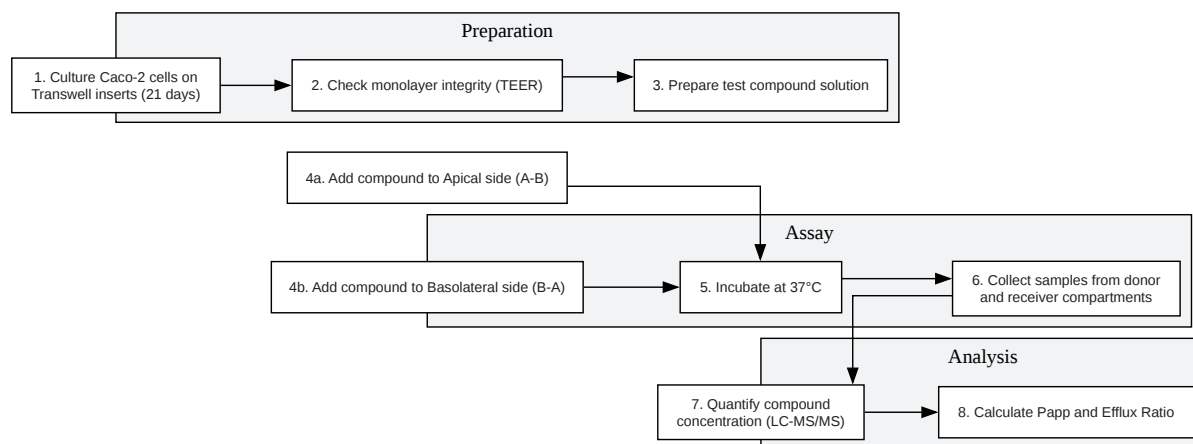 Preparation
1. Culture Caco-2 cells on
Transwell inserts (21 days)
2. Check monolayer integrity (TEER)
3. Prepare test compound solution
4a. Add compound to Apical side (A-B)
Assay
4b. Add compound to Basolateral side (B-A)
5. Incubate at 37°C
6. Collect samples from donor
and receiver compartments
Analysis
7. Quantify compound
concentration (LC-MS/MS)
8. Calculate Papp and Efflux Ratio